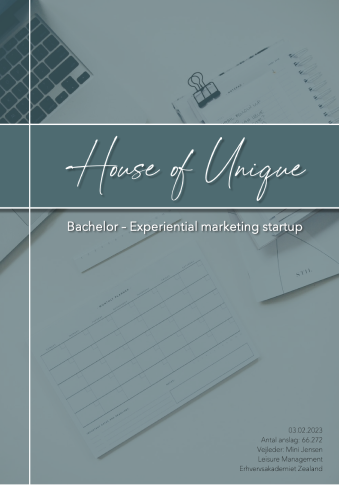 House of Unique
Bachelor - Experiential marketing startup
03.02.2023
Antal anslag: 66.272
Vejleder: Mini Jensen
Leisure Management
Erhvervsakademiet Zealand